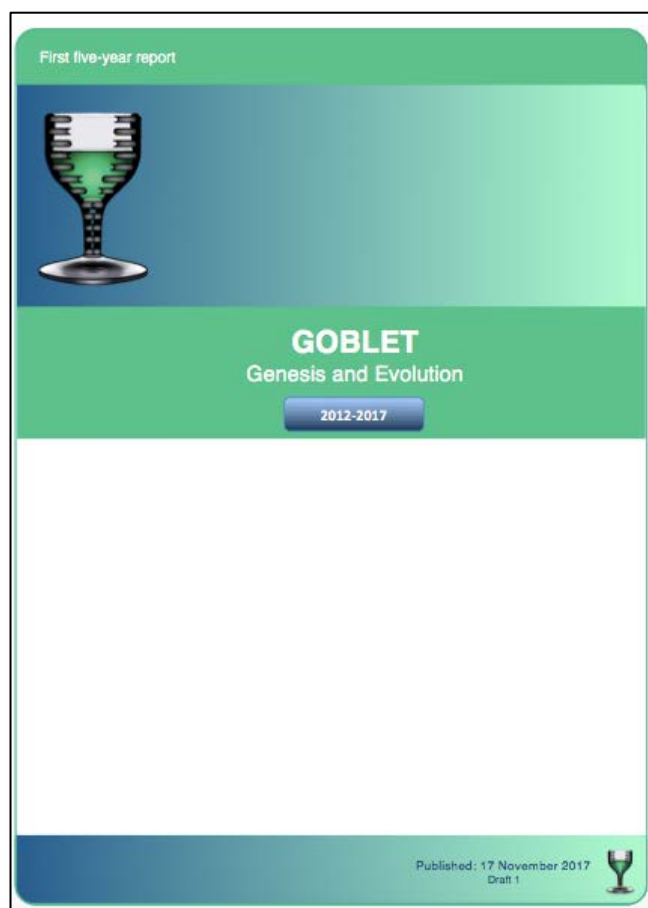 First five-year report
GOBLET
Genesis and Evolution
2012-2017
Published: 17 November 2017
Draft 1